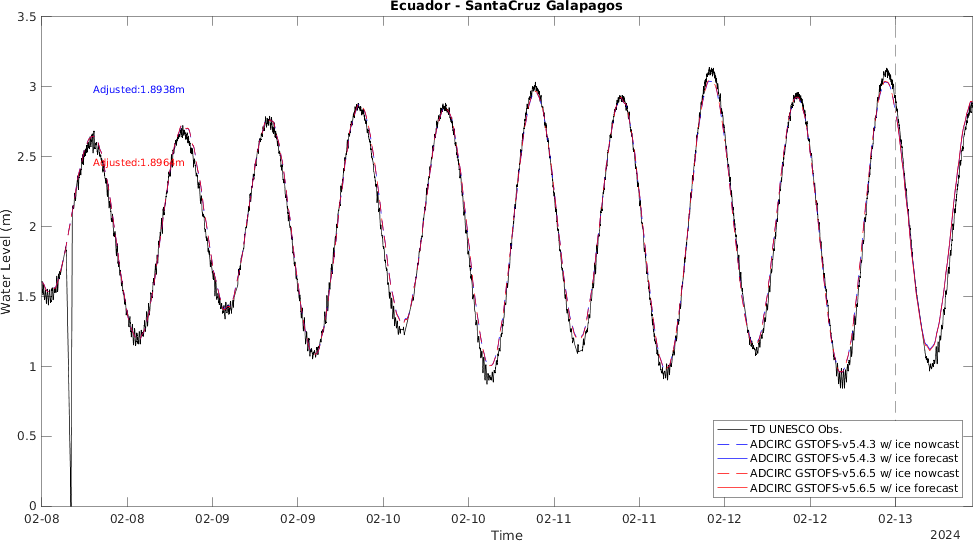 Ecuador - SantaCruz Galapagos
3.5
3
2.5
2
1.5
1
0.5
0
Water Level (m)
Adjusted:1.8938m
Adjusted:1.8968m
TD UNESCO Obs.
ADCIRC GSTOFS-v5.4.3 w/ ice nowcast
ADCIRC GSTOFS-v5.4.3 w/ ice forecast
ADCIRC GSTOFS-v5.6.5 w/ ice nowcast
ADCIRC GSTOFS-v5.6.5 w/ ice forecast
02-08 02-08 02-09 02-09 02-10 02-10 02-11 02-11 02-12 02-12 02-13
Time
2024